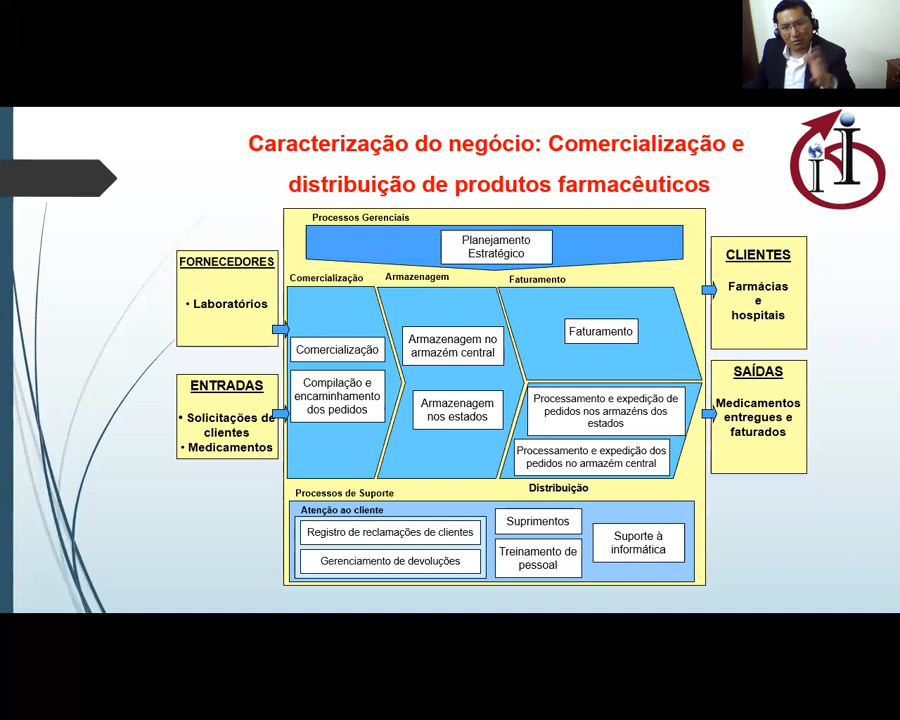 Caracterização do negócio: Comercialização e
distribuição de produtos farmacêuticos
Processos Gerenciais
Planejamento
Estratégico
FORNECEDORES
• Laboratórios
ENTRADAS
• Solicitações de
clientes
• Medicamentos
Comercialização
Comercialização
Compilação e
encaminhamento
dos pedidos
Armazenagem
Armazenagem no
armazém central
Armazenagem
nos estados
Faturamento
Faturamento
Processamento e expedição de
pedidos nos armazéns dos
estados
Processamento e expedição dos
pedidos no armazém central
Distribuição
CLIENTES
Farmácias
e
hospitais
SAÍDAS
Medicamentos
entregues e
faturados
Processos de Suporte
Atenção ao cliente
Registro de reclamações de clientes
Gerenciamento de devoluções
Suprimentos
Treinamento de
pessoal
Suporte à
informática